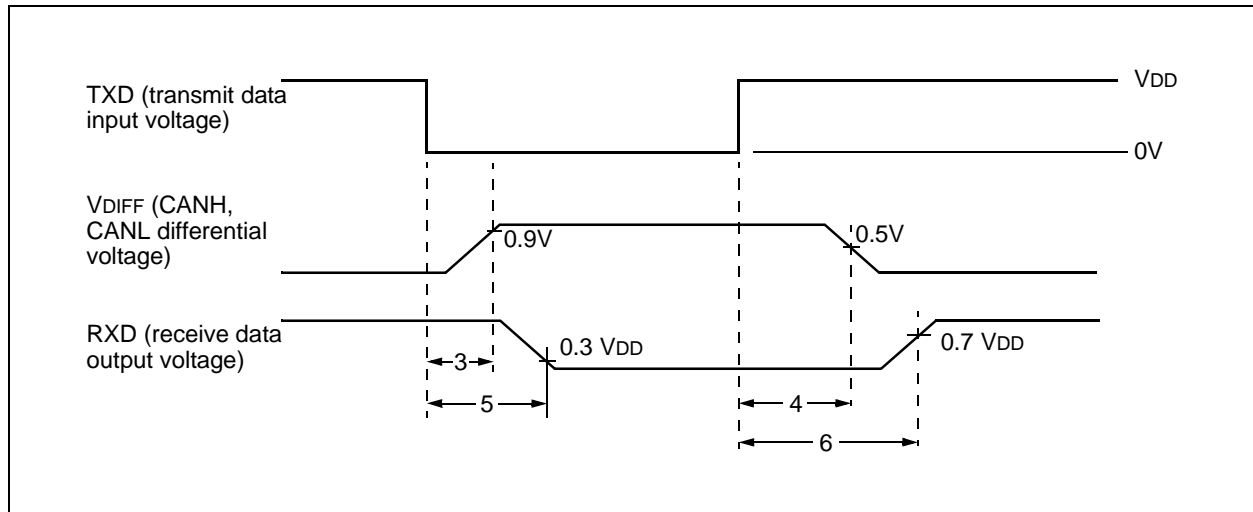 TXD (transmit data
input voltage)
VDD
0V
VDIFF (CANH,
CANL differential
voltage)
0.9V
0.5V
RXD (receive data
output voltage)
0.3 VDD
0.7 VDD
3
5
4
6